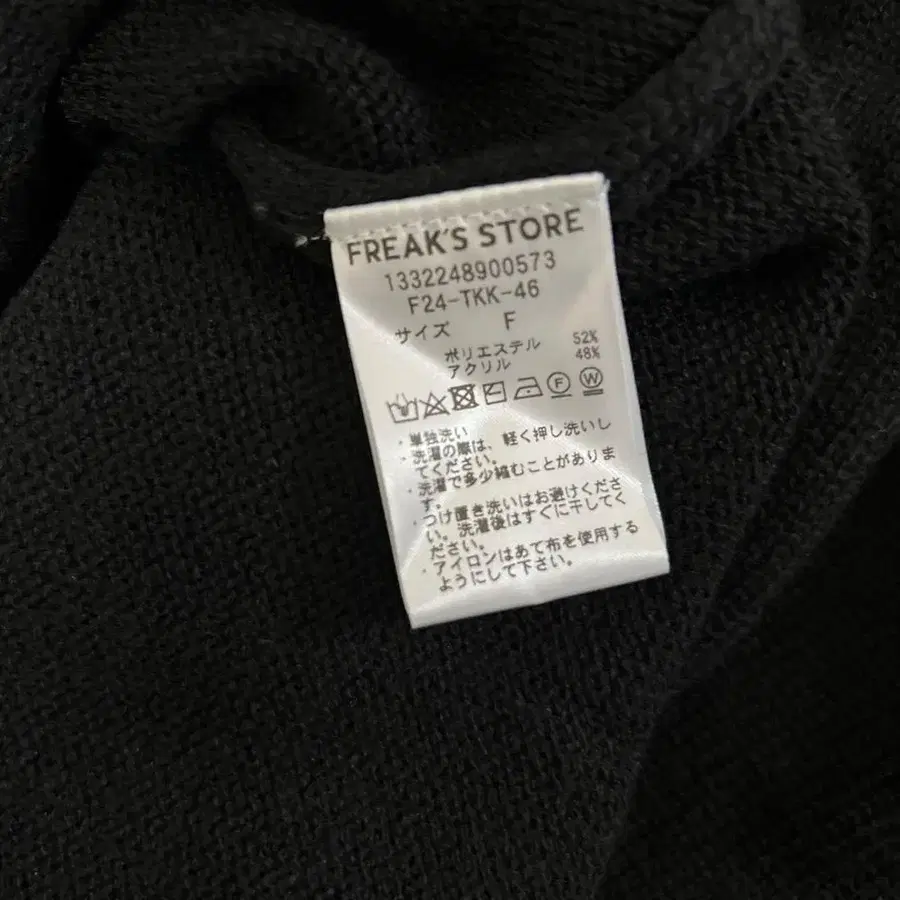 FREAK'S STORE
1332248900573
F24-TKK-46
サイズ F
ポリエステル 52%
アクリル 48%
F W
・単独洗い
・洗濯の際は、軽く押し洗いし
てください。
・洗濯で多少縮むことがありま
す。
・つけ置き洗いはお避けくださ
い。洗濯後はすぐに干してく
ださい。
・アイロンはあて布を使用する
ようにして下さい。